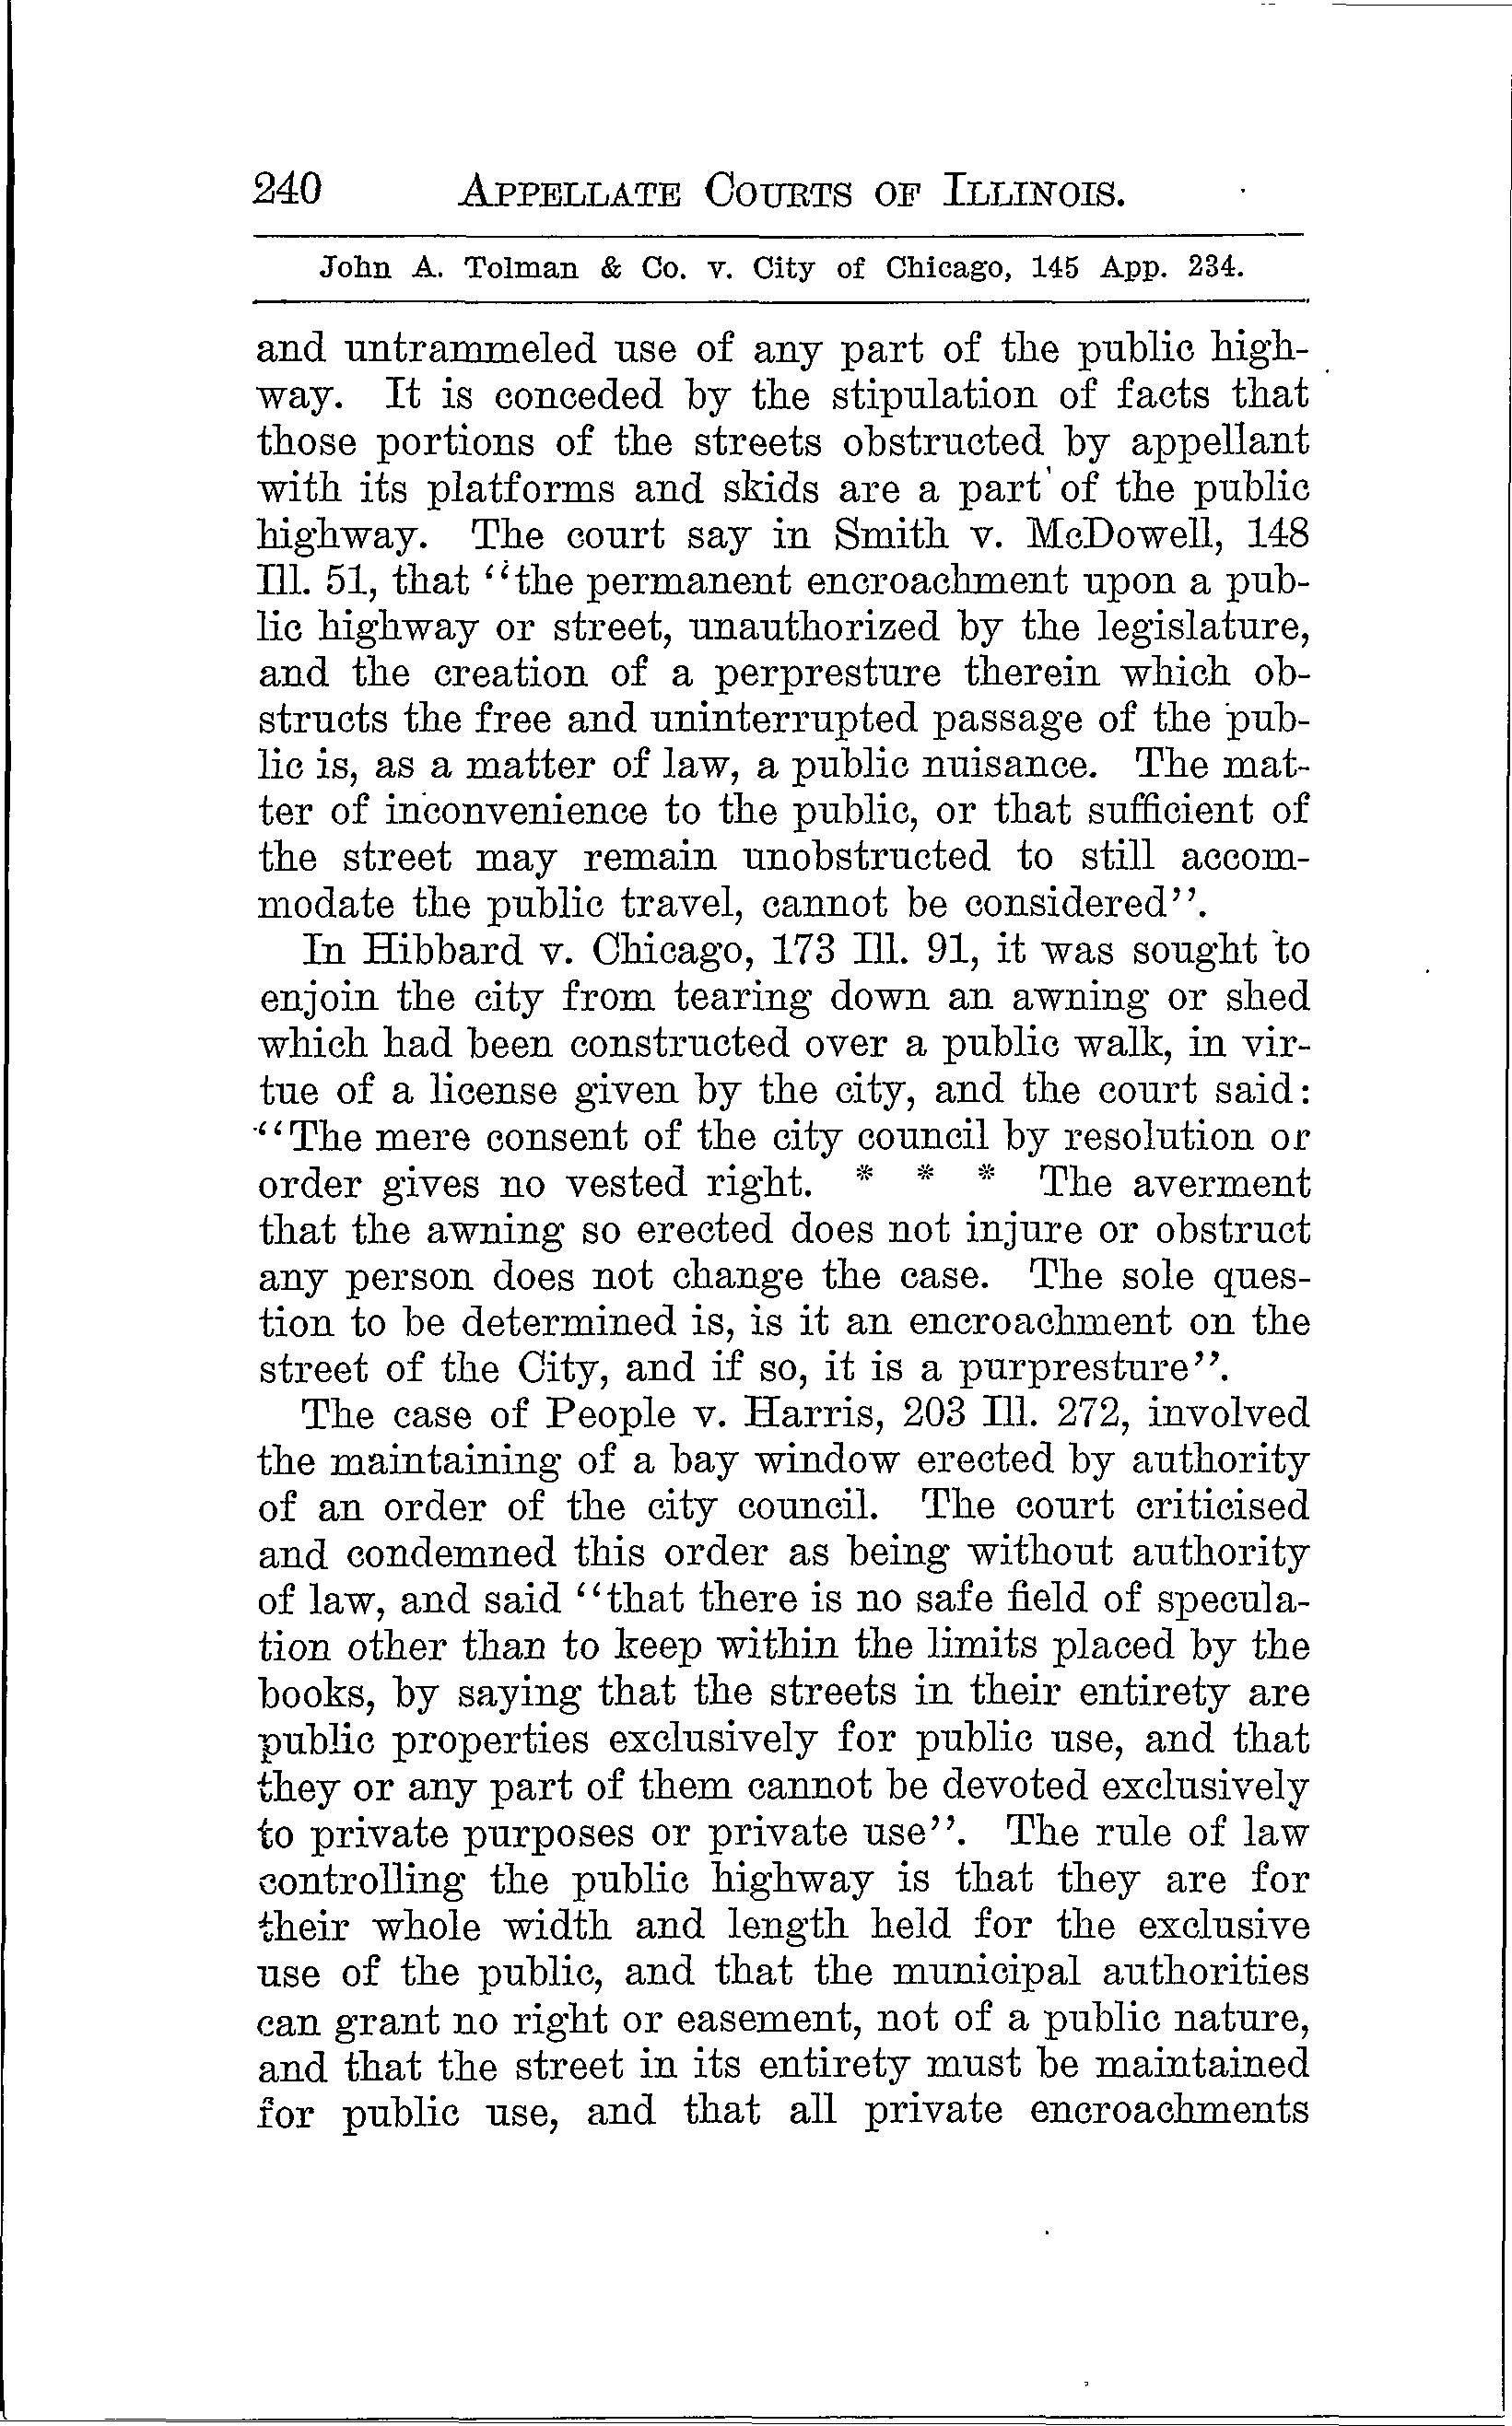 240 APPELLATE COURTS OF ILLINOIS.
John A. Tolman & Co. v. City of Chicago, 145 App. 234.
and untrammeled use of any part of the public high-
way. It is conceded by the stipulation of facts that
those portions of the streets obstructed by appellant
with its platforms and skids are a part of the public
highway. The court say in Smith v. McDowell, 148
Ill. 51, that "the permanent encroachment upon a pub-
lic highway or street, unauthorized by the legislature,
and the creation of a perpresture therein which ob-
structs the free and uninterrupted passage of the pub-
lic is, as a matter of law, a public nuisance. The mat-
ter of inconvenience to the public, or that sufficient of
the street may remain unobstructed to still accom-
modate the public travel, cannot be considered".
In Hibbard v. Chicago, 173 Ill. 91, it was sought to
enjoin the city from tearing down an awning or shed
which had been constructed over a public walk, in vir-
tue of a license given by the city, and the court said:
"The mere consent of the city council by resolution or
order gives no vested right. * * * The averment
that the awning so erected does not injure or obstruct
any person does not change the case. The sole ques-
tion to be determined is, is it an encroachment on the
street of the City, and if so, it is a purpresture".
The case of People v. Harris, 203 Ill. 272, involved
the maintaining of a bay window erected by authority
of an order of the city council. The court criticised
and condemned this order as being without authority
of law, and said "that there is no safe field of specula-
tion other than to keep within the limits placed by the
books, by saying that the streets in their entirety are
public properties exclusively for public use, and that
they or any part of them cannot be devoted exclusively
to private purposes or private use". The rule of law
controlling the public highway is that they are for
their whole width and length held for the exclusive
use of the public, and that the municipal authorities
can grant no right or easement, not of a public nature,
and that the street in its entirety must be maintained
for public use, and that all private encroachments